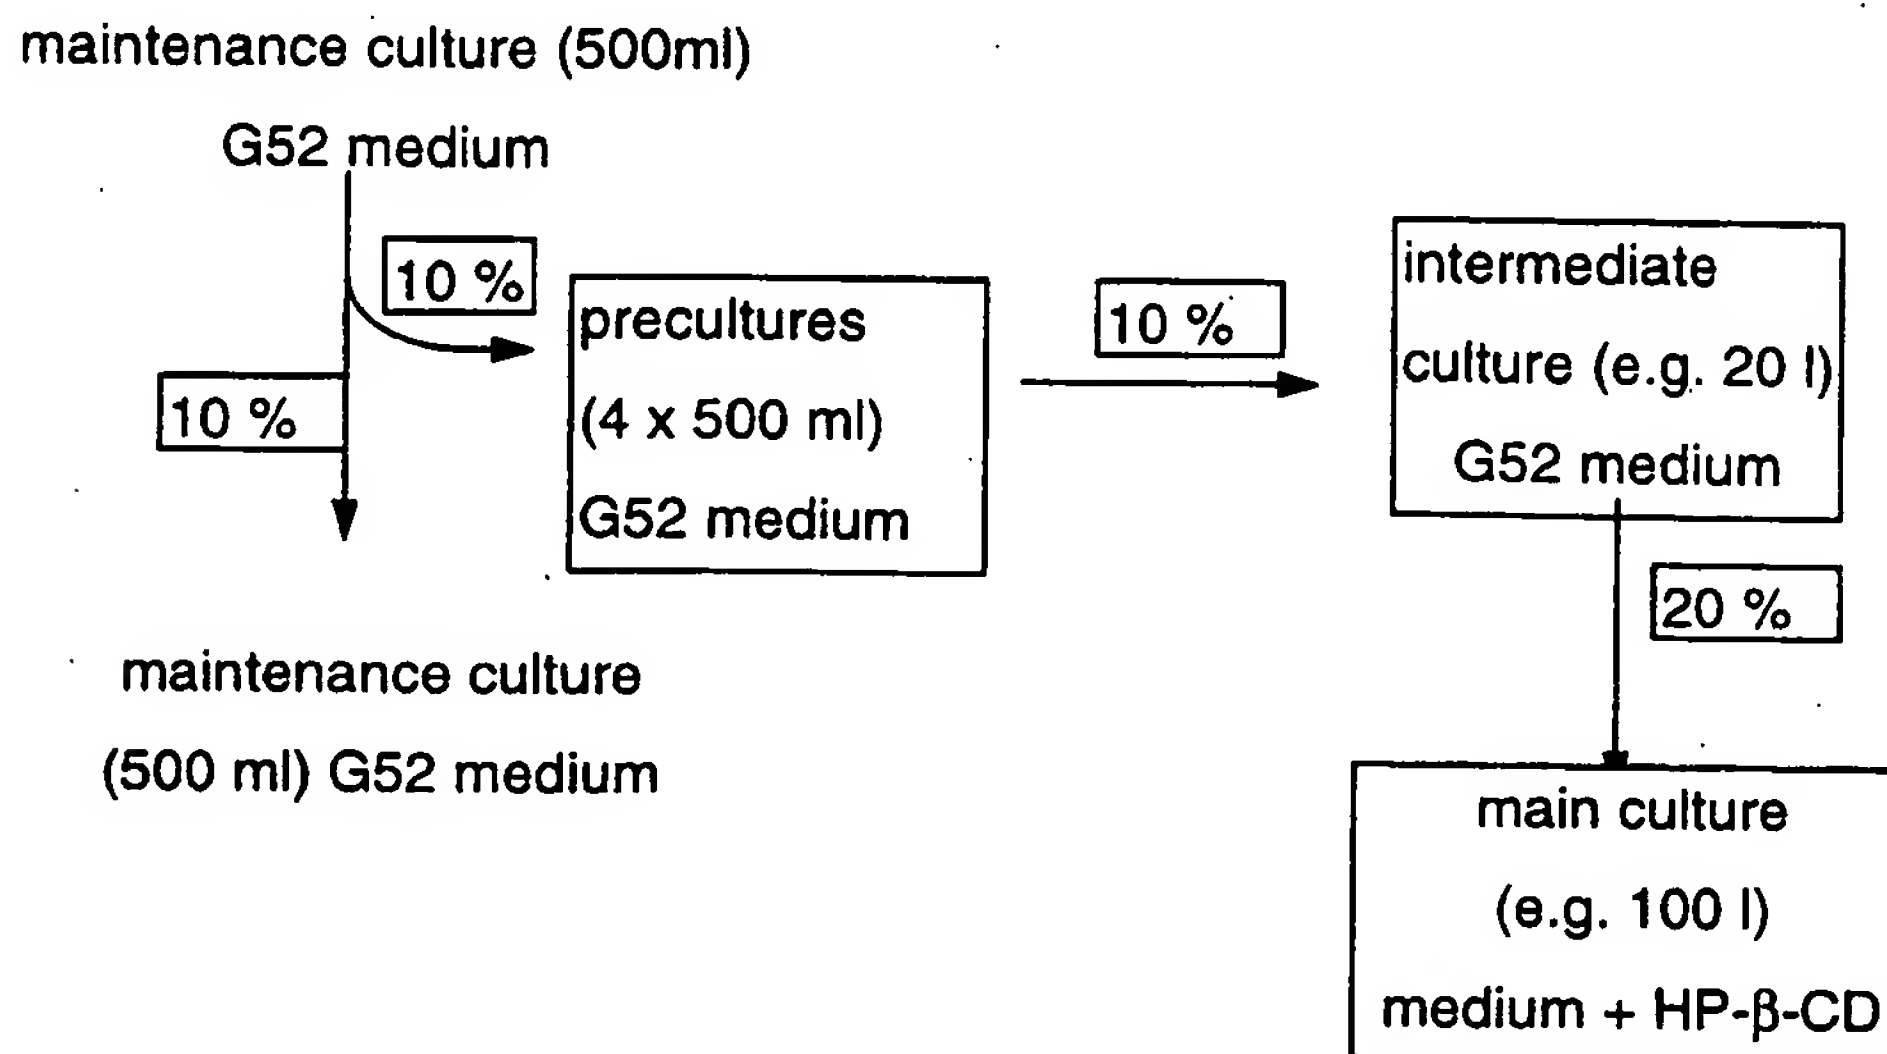 maintenance culture (500ml)
G52 medium
10 %
10 %
precultures
(4 x 500 ml)
G52 medium
10 %
intermediate
culture (e.g. 20 l)
G52 medium
20 %
maintenance culture
(500 ml) G52 medium
main culture
(e.g. 100 l)
medium + HP-β-CD